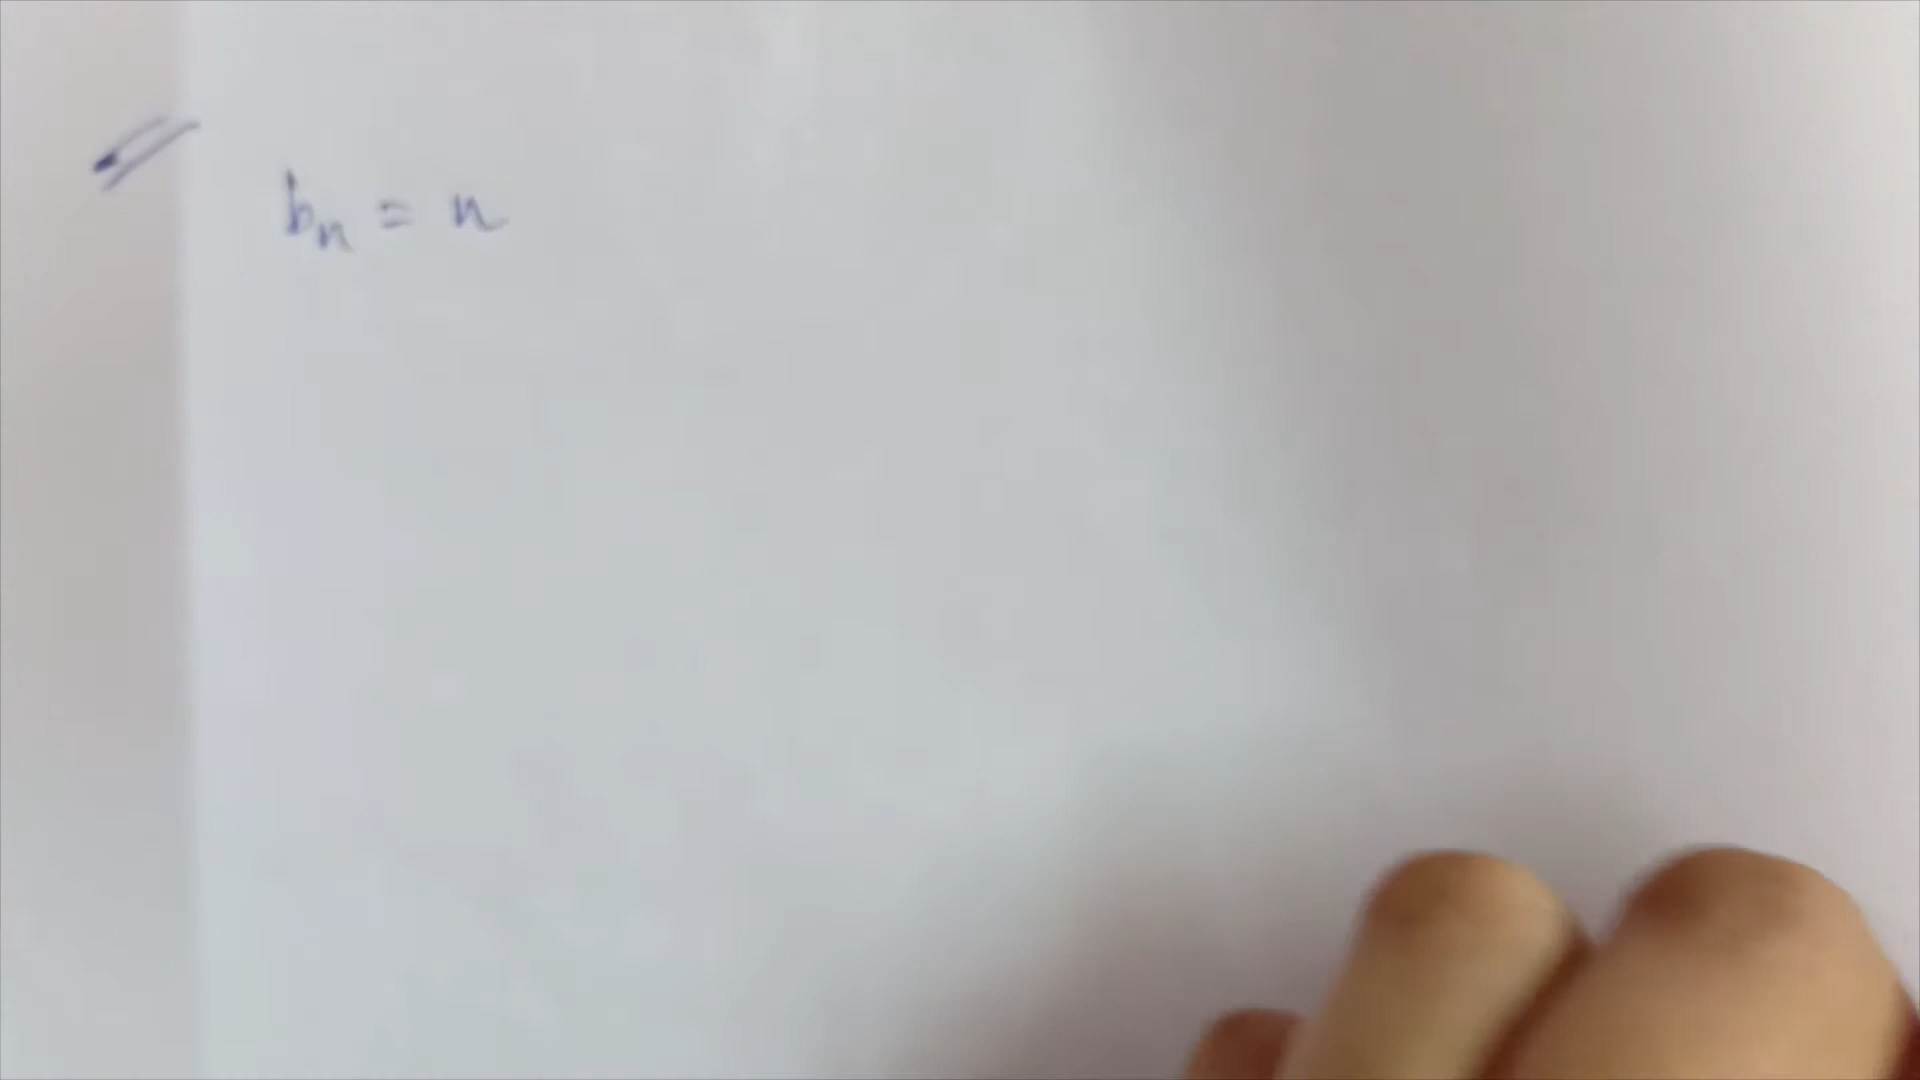 bₙ = n